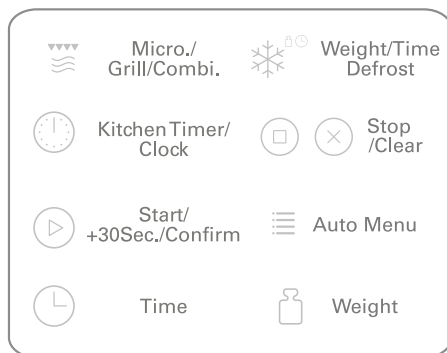 Micro./
Grill/Combi.
Weight/Time
Defrost
Kitchen Timer/
Clock
Stop
/Clear
Start/
+30Sec./Confirm
Auto Menu
Time
Weight